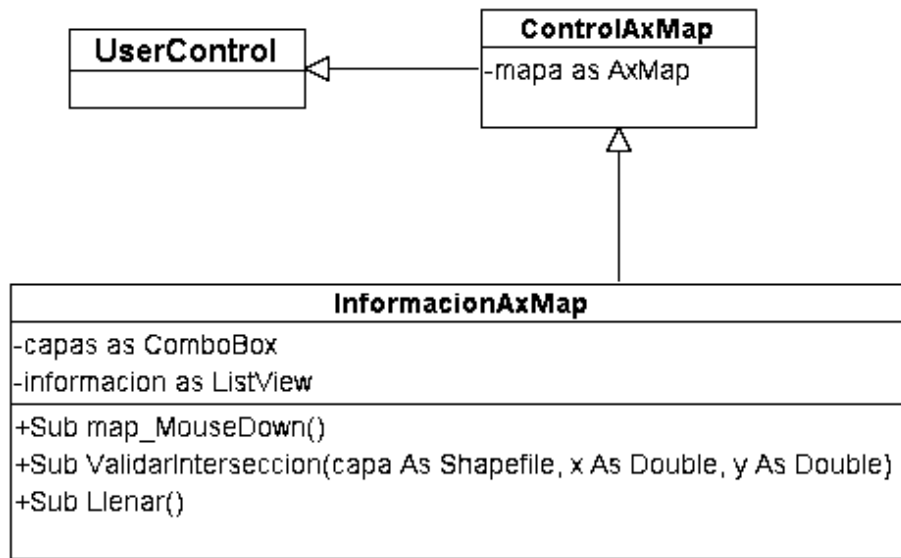 UserControl
ControlAxMap
-mapa as AxMap
InformacionAxMap
-capas as ComboBox
-informacion as ListView
+Sub map_MouseDown()
+Sub ValidarInterseccion(capa As Shapefile, x As Double, y As Double)
+Sub Llenar()